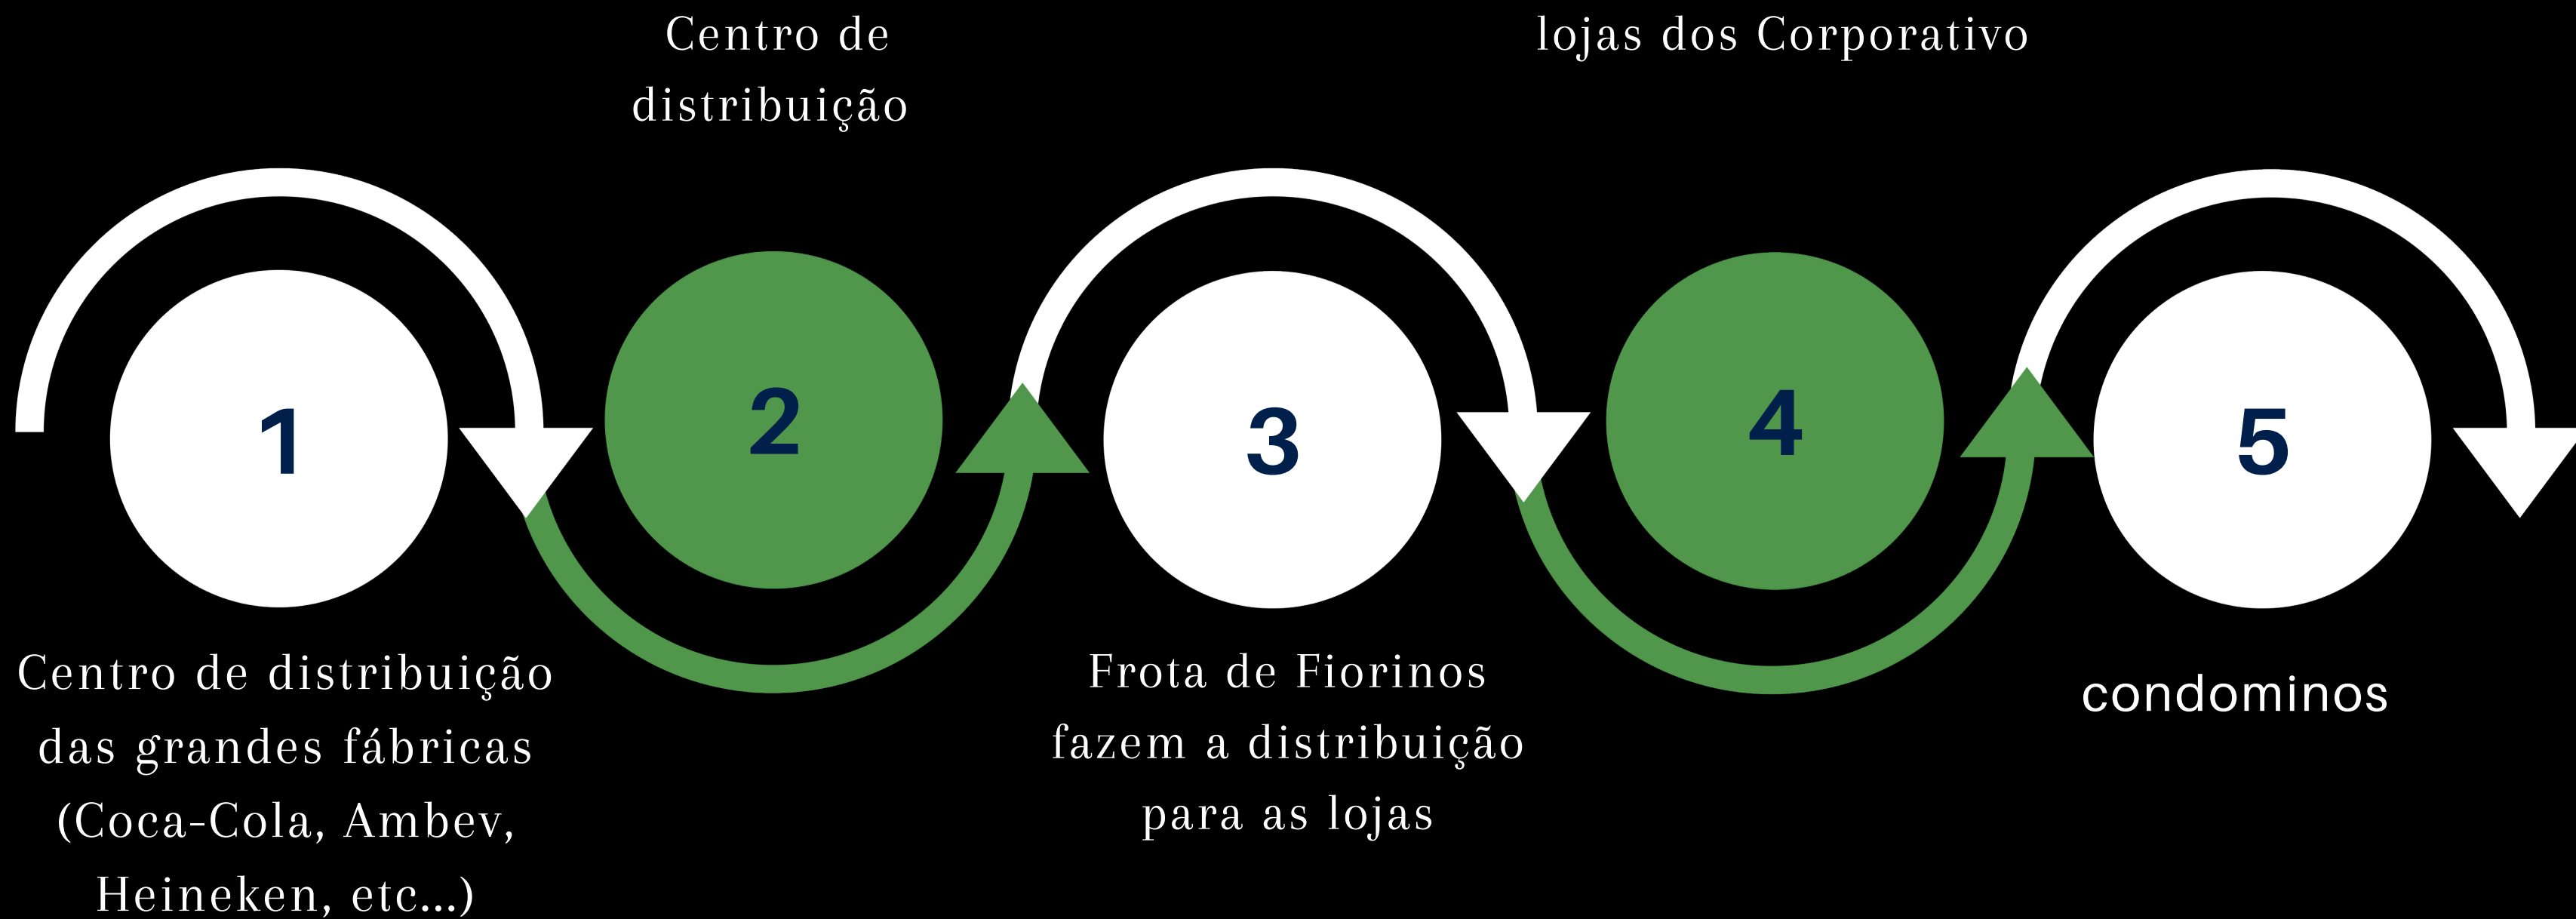 Centro de
distribuição
lojas dos Corporativo
1
2
3
4
5
Centro de distribuição
das grandes fábricas
(Coca-Cola, Ambev,
Heineken, etc...)
Frota de Fiorinos
fazem a distribuição
para as lojas
condominos